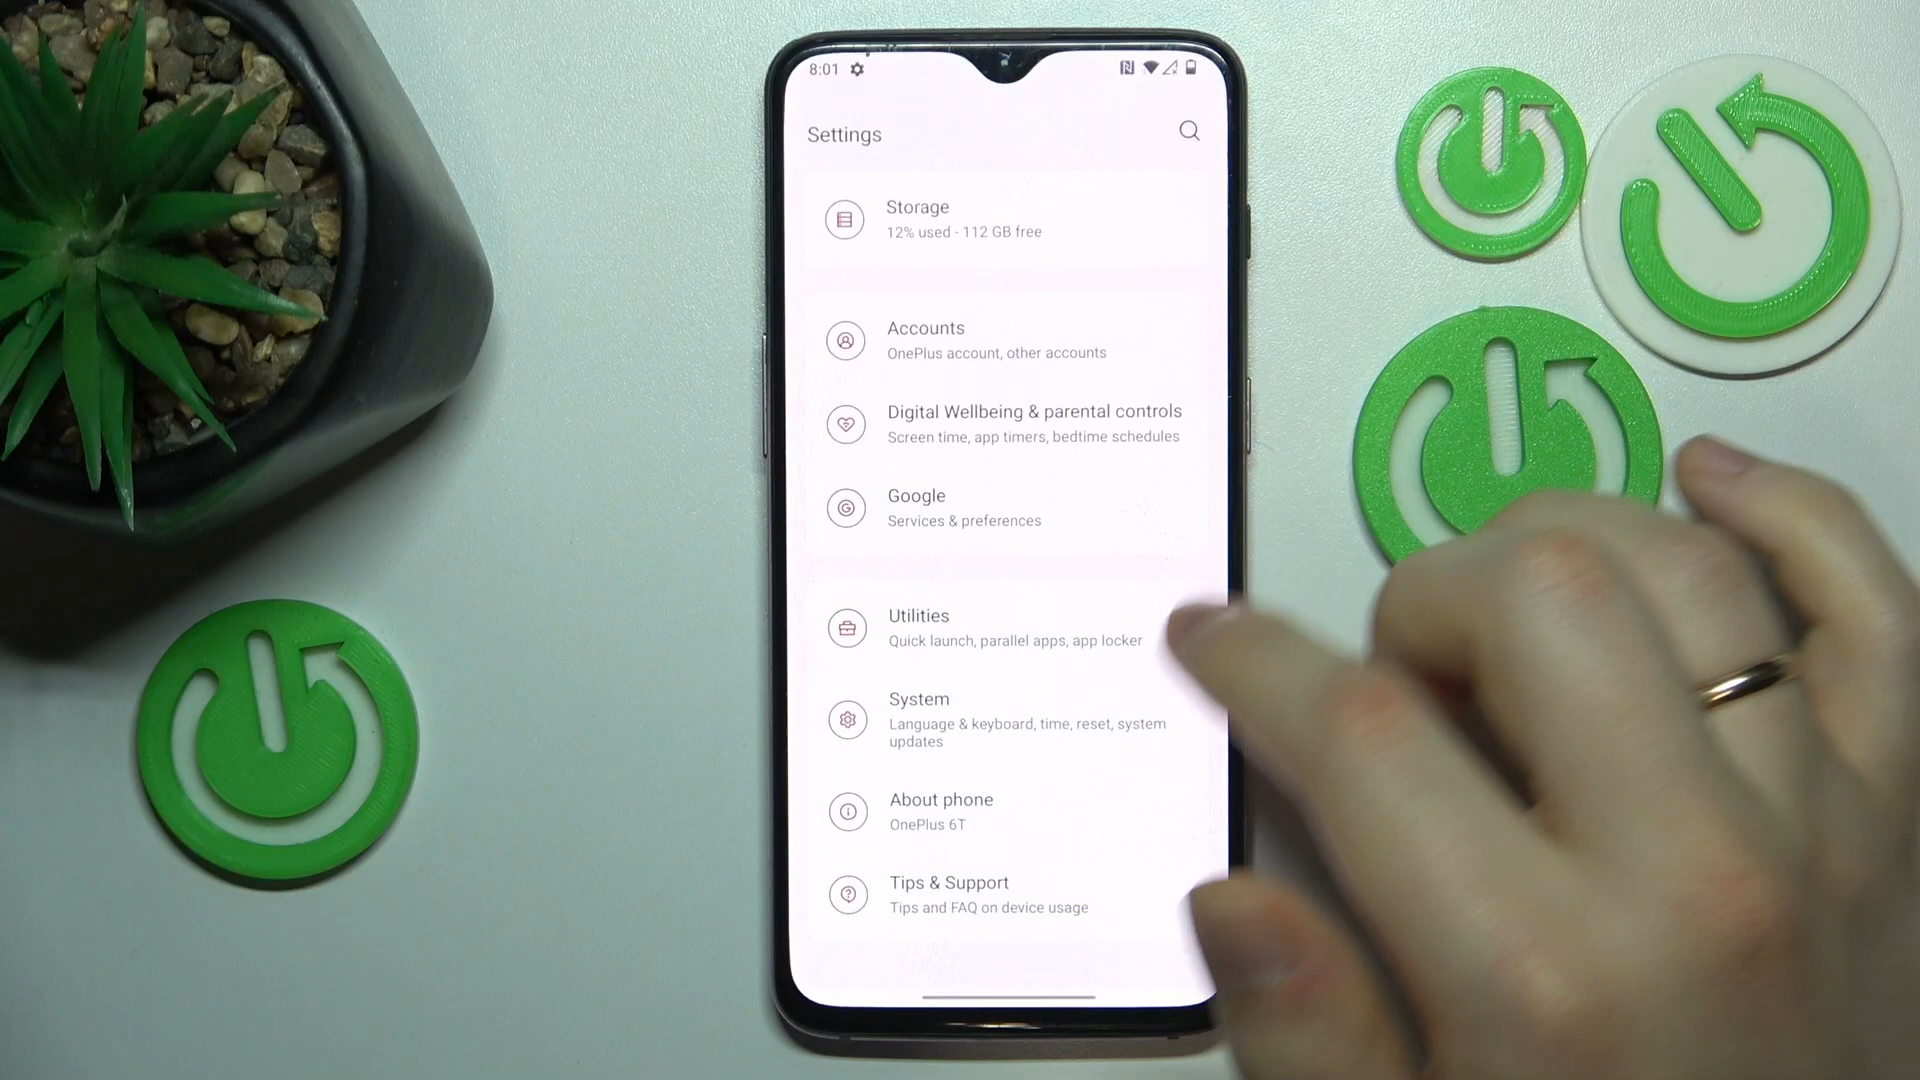 8:01
Settings
Storage
12% used - 112 GB free
Accounts
OnePlus account, other accounts
Digital Wellbeing & parental controls
Screen time, app timers, bedtime schedules
Google
Services & preferences
Utilities
Quick launch, parallel apps, app locker
System
Language & keyboard, time, reset, system
updates
About phone
OnePlus 6T
Tips & Support
Tips and FAQ on device usage